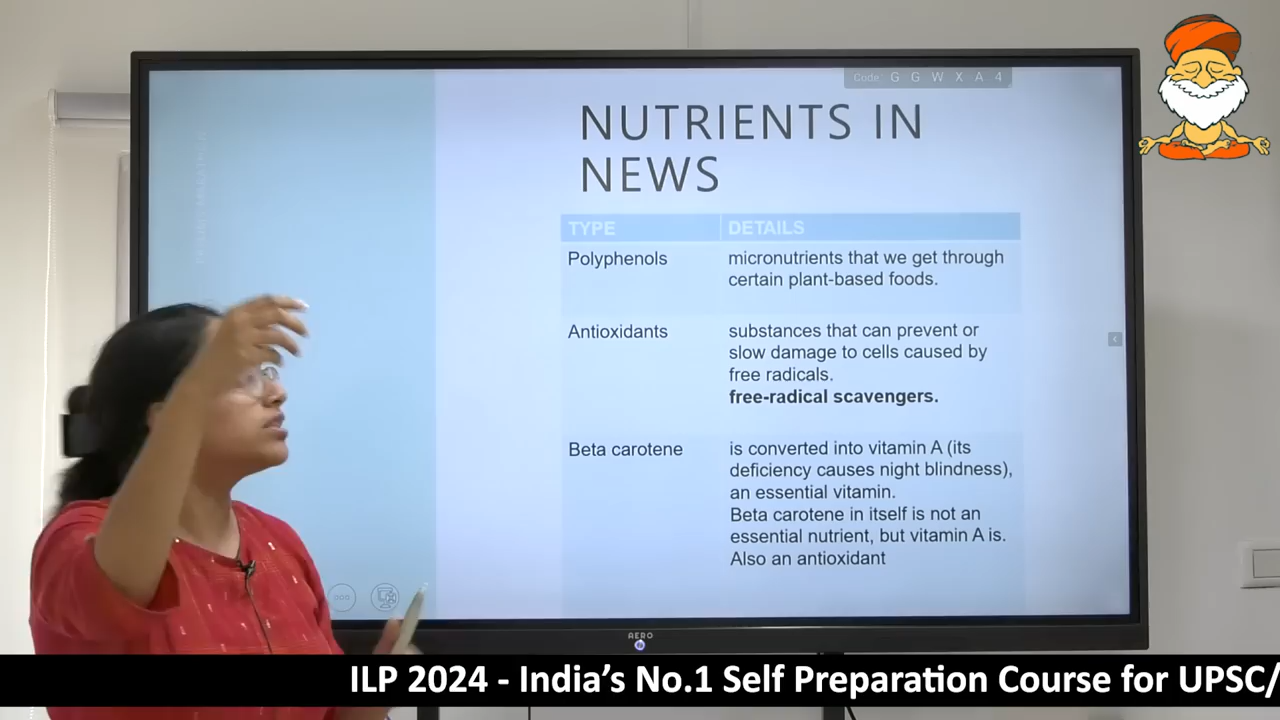 Code: G G W X A 4
NUTRIENTS IN
NEWS
TYPE DETAILS
Polyphenols micronutrients that we get through
certain plant-based foods.
Antioxidants substances that can prevent or
slow damage to cells caused by
free radicals.
free-radical scavengers.
Beta carotene is converted into vitamin A (its
deficiency causes night blindness),
an essential vitamin.
Beta carotene in itself is not an
essential nutrient, but vitamin A is.
Also an antioxidant
AERO
ILP 2024 - India’s No.1 Self Preparation Course for UPSC/